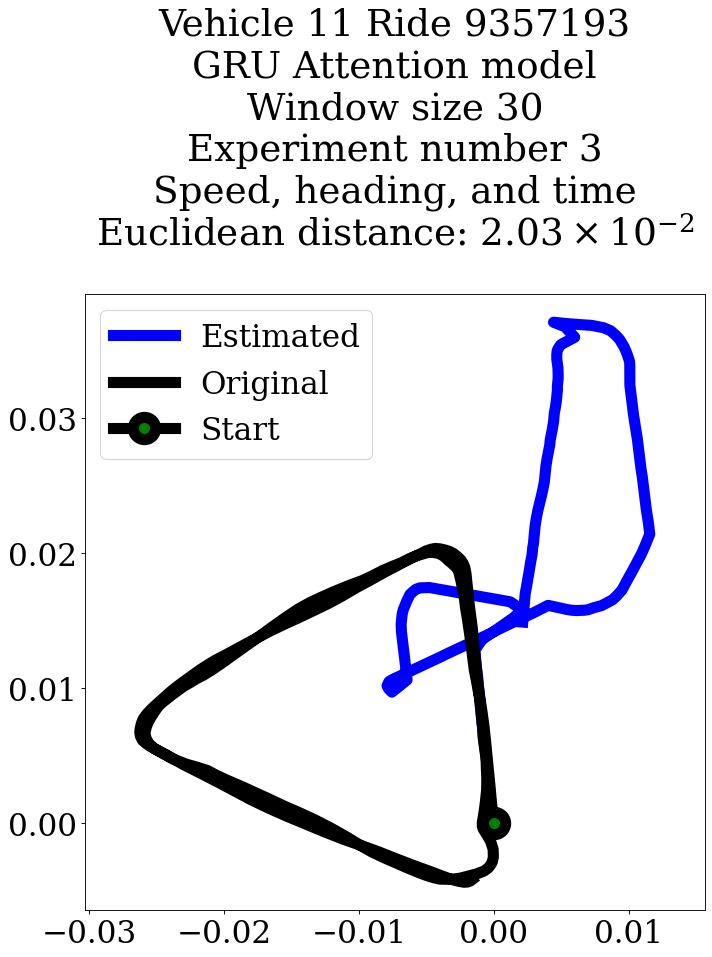 Vehicle 11 Ride 9357193
GRU Attention model
Window size 30
Experiment number 3
Speed, heading, and time
Euclidean distance: 2.03 × 10⁻²
Estimated
Original
Start
0.03
0.02
0.01
0.00
−0.03 −0.02 −0.01 0.00 0.01